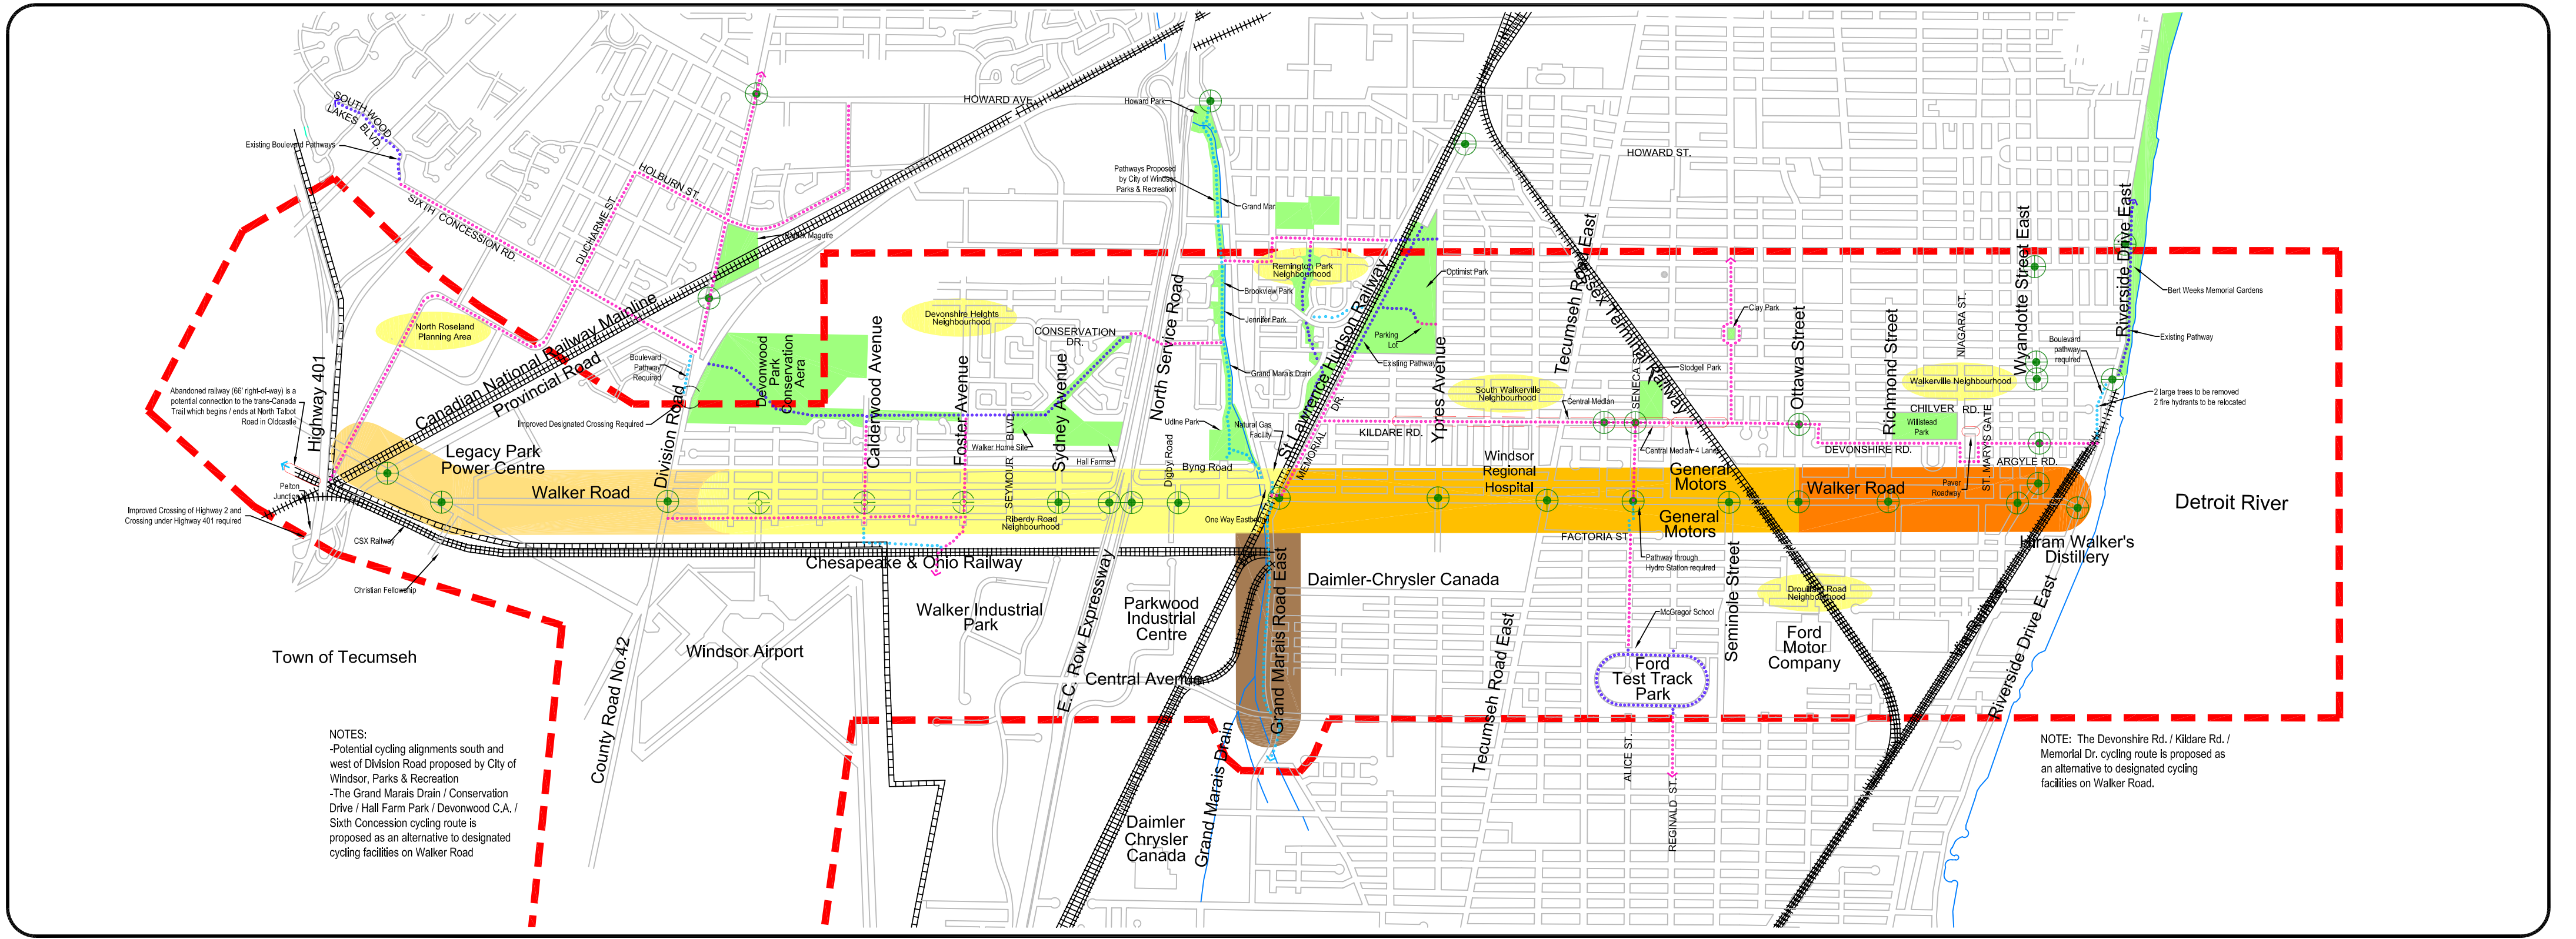 HOWARD AVE.
Howard Park
SOUTH WOOD
LAKES BLVD.
Existing Boulevard Pathways
HOLBURN ST.
HOWARD ST.
Pathways Proposed
by City of Windsor
Parks & Recreation
SIXTH CONCESSION RD.
DUCHARME ST.
Grand Mar
Maguire
Remington Park
Neighbourhood
Optimist Park
Brookview Park
Jennifer Park
Parking
Lot
Existing Pathway
Grand Marais Drain
Tecumseh Road East
Essex Terminal Railway
Clay Park
Stodgell Park
SENECA ST.
Ottawa Street
Richmond Street
NIAGARA ST.
Wyandotte Street East
Riverside Drive East
Bert Weeks Memorial Gardens
Existing Pathway
Boulevard
pathway
required
2 large trees to be removed
2 fire hydrants to be relocated
North Roseland
Planning Area
Canadian National Railway Mainline
Provincial Road
Boulevard
Pathway
Required
Devonwood
Park
Conservation
Aera
Devonshire Heights
Neighbourhood
CONSERVATION
DR.
North Service Road
Calderwood Avenue
Foster Avenue
Sydney Avenue
St Lawrence Hudson Railway
Ypres Avenue
South Walkerville
Neighbourhood
Central Median
Walkerville Neighbourhood
CHILVER RD.
Willistead
Park
ST. MARY'S GATE
Abandoned railway (66' right-of-way) is a
potential connection to the trans-Canada
Trail which begins / ends at North Talbot
Road in Oldcastle
Highway 401
Improved Designated Crossing Required
Division Road
SEYMOUR BLVD.
Walker Home Site
Hall Farms
Udine Park
Natural Gas
Facility
Digby Road
Byng Road
MEMORIAL DR.
KILDARE RD.
Central Median-4 Lane
DEVONSHIRE RD.
ARGYLE RD.
Paver
Roadway
Legacy Park
Power Centre
Walker Road
Windsor
Regional
Hospital
General
Motors
General
Motors
Walker Road
Detroit River
Pelton
Junction
Improved Crossing of Highway 2 and
Crossing under Highway 401 required
CSX Railway
Christian Fellowship
Riberdy Road
Neighbourhood
One Way Eastbound
FACTORIA ST.
Pathway through
Hydro Station required
Hiram Walker's
Distillery
Chesapeake & Ohio Railway
Daimler-Chrysler Canada
Drouillard Road
Neighbourhood
Walker Industrial
Park
Parkwood
Industrial
Centre
McGregor School
Seminole Street
Ford
Motor
Company
Via Railway
Riverside Drive East
Town of Tecumseh
Windsor Airport
County Road No.42
E.C. Row Expressway
Central Avenue
Grand Marais Road East
Tecumseh Road East
Ford
Test Track
Park
ALICE ST.
REGINALD ST.
Grand Marais Drain
Daimler
Chrysler
Canada
NOTES:
-Potential cycling alignments south and
west of Division Road proposed by City of
Windsor, Parks & Recreation
-The Grand Marais Drain / Conservation
Drive / Hall Farm Park / Devonwood C.A. /
Sixth Concession cycling route is
proposed as an alternative to designated
cycling facilities on Walker Road
NOTE: The Devonshire Rd. / Kildare Rd. /
Memorial Dr. cycling route is proposed as
an alternative to designated cycling
facilities on Walker Road.